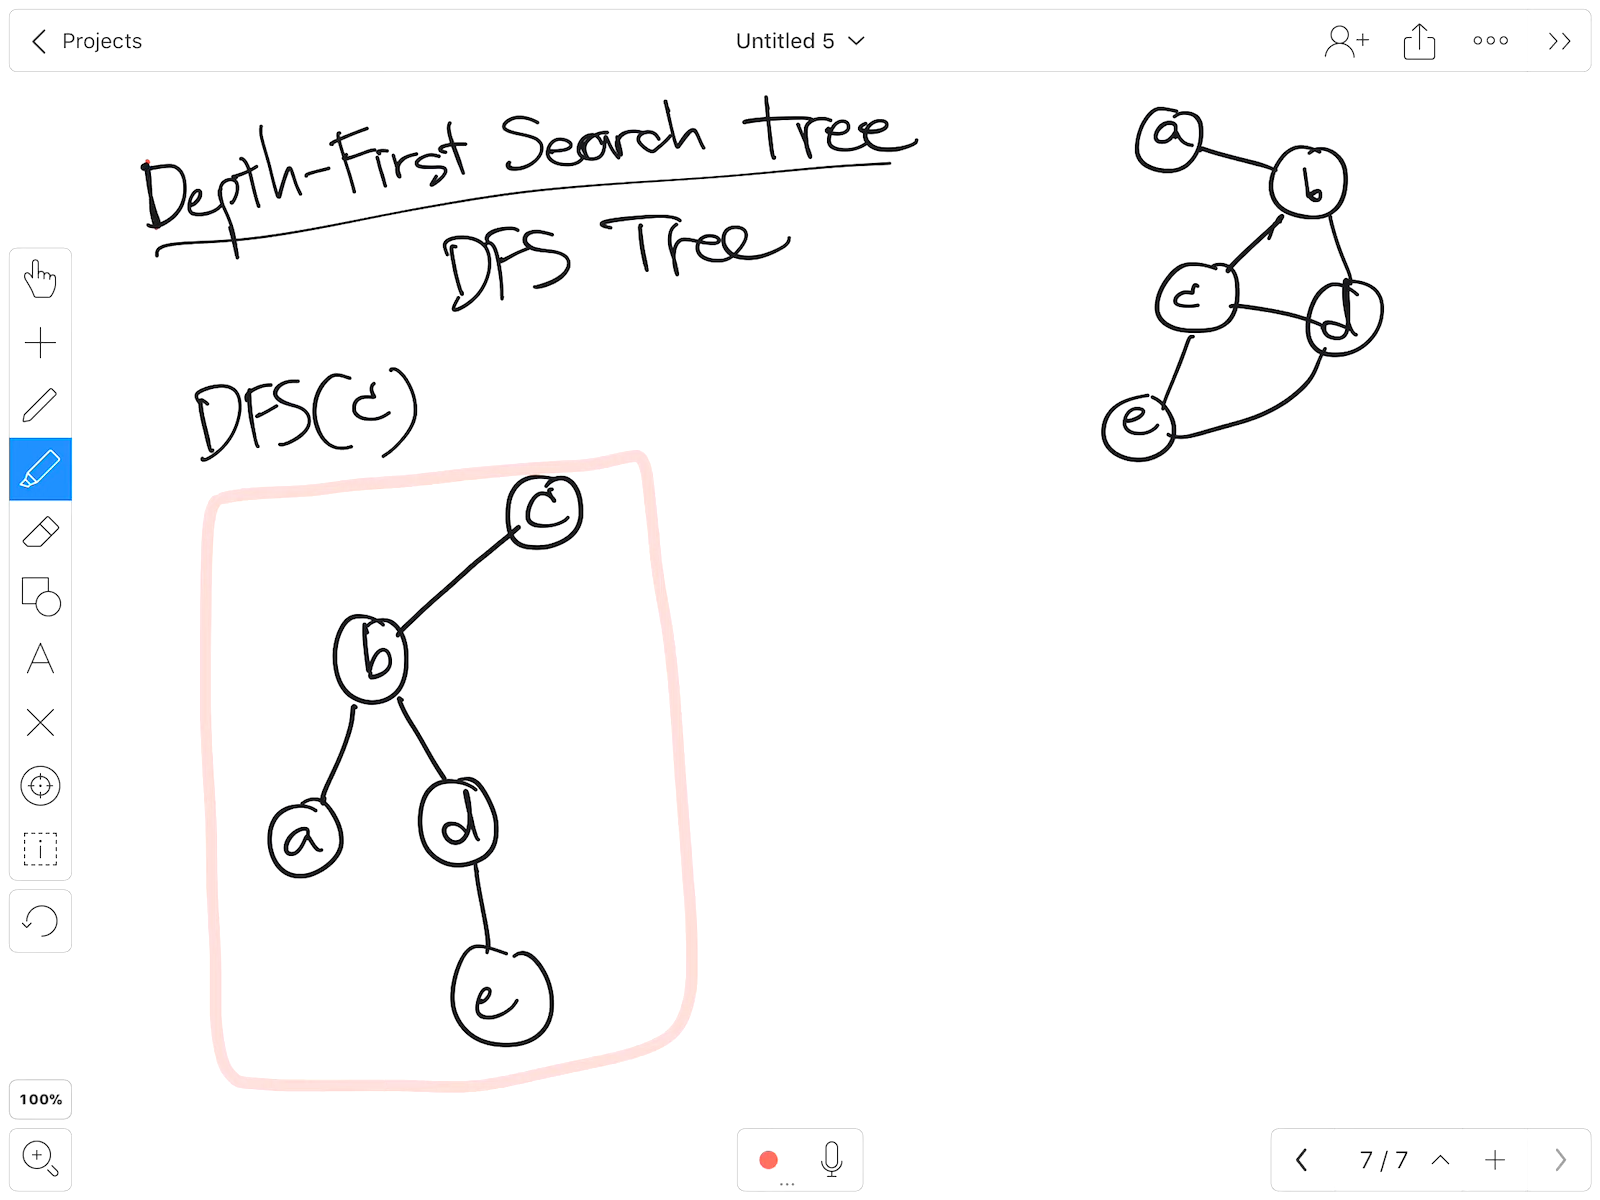 Projects
Untitled 5
Depth-First Search Tree
DFS Tree
a
b
c
d
e
DFS(c)
c
b
a
d
e
A
i
100%
7/7